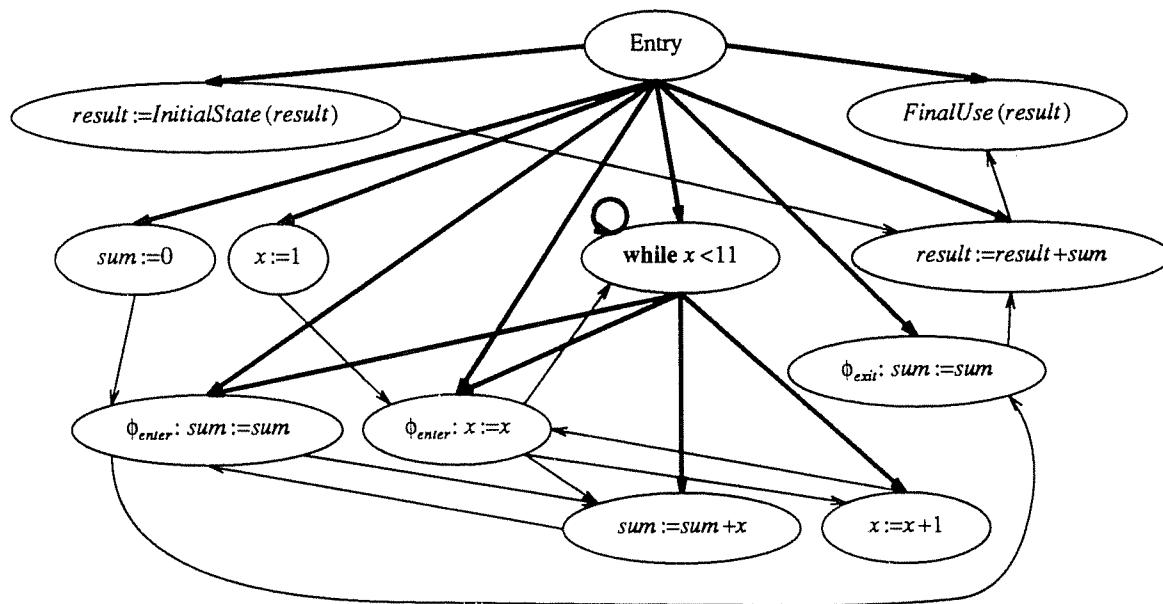 Entry
result :=InitialState (result)
FinalUse (result)
sum :=0
x :=1
while x <11
result :=result +sum
ϕexit: sum :=sum
ϕenter: sum :=sum
ϕenter: x :=x
sum :=sum +x
x :=x +1